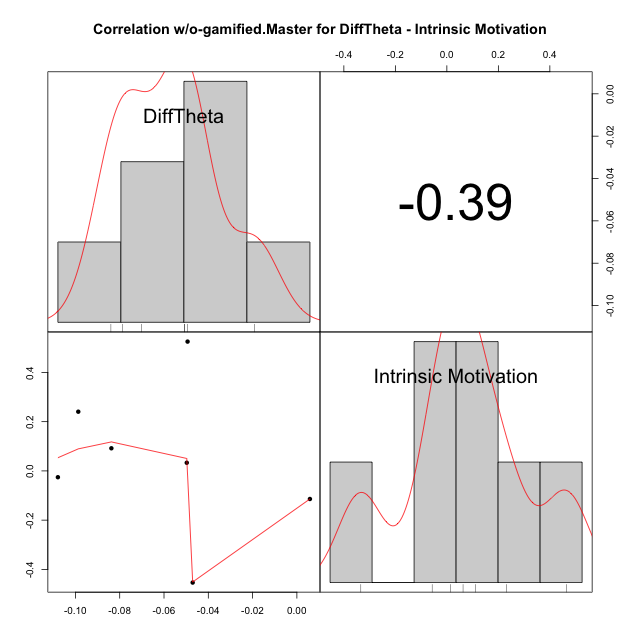 Correlation w/o-gamified.Master for DiffTheta - Intrinsic Motivation
-0.4 -0.2 0.0 0.2 0.4
DiffTheta
-0.39
0.00
-0.02
-0.04
-0.06
-0.08
-0.10
0.4
0.2
0.0
-0.2
-0.4
Intrinsic Motivation
-0.10 -0.08 -0.06 -0.04 -0.02 0.00